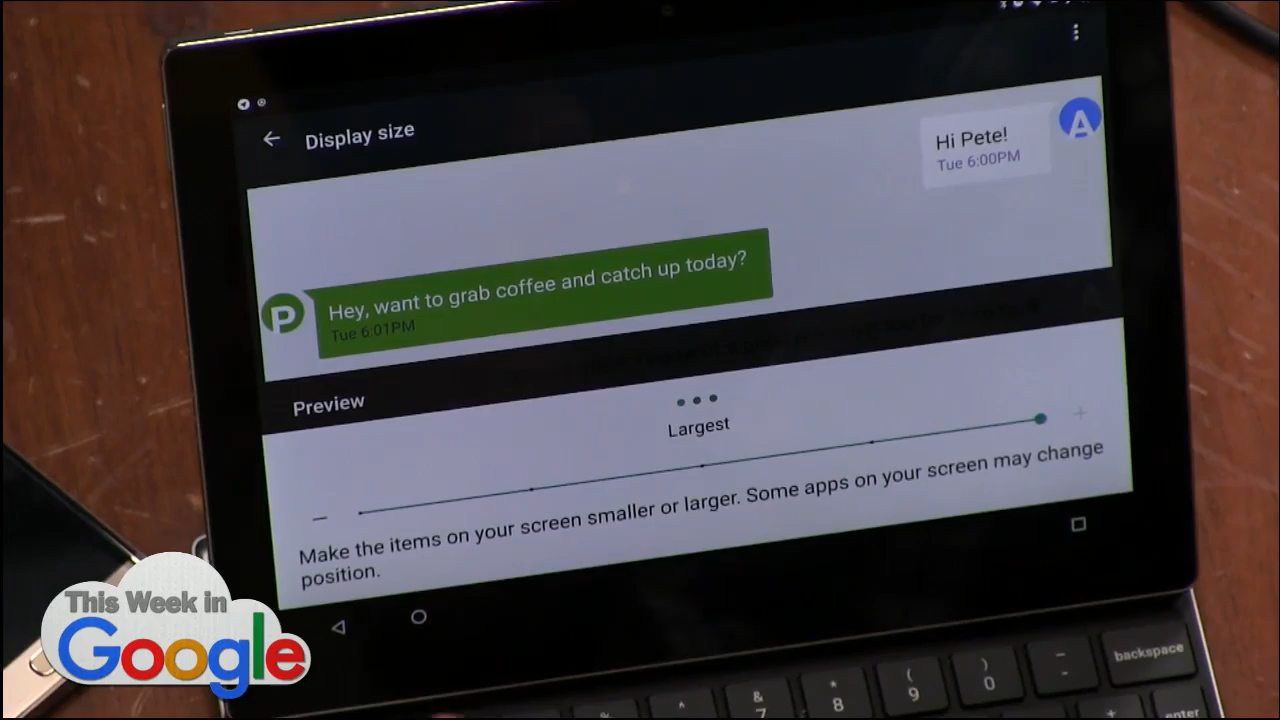 Display size
Hi Pete!
Tue 6:00PM
A
P
Hey, want to grab coffee and catch up today?
Tue 6:01PM
Preview
Largest
Make the items on your screen smaller or larger. Some apps on your screen may change
position.
This Week in
Google
backspace
enter
& 7
* 8
( 9
) 0